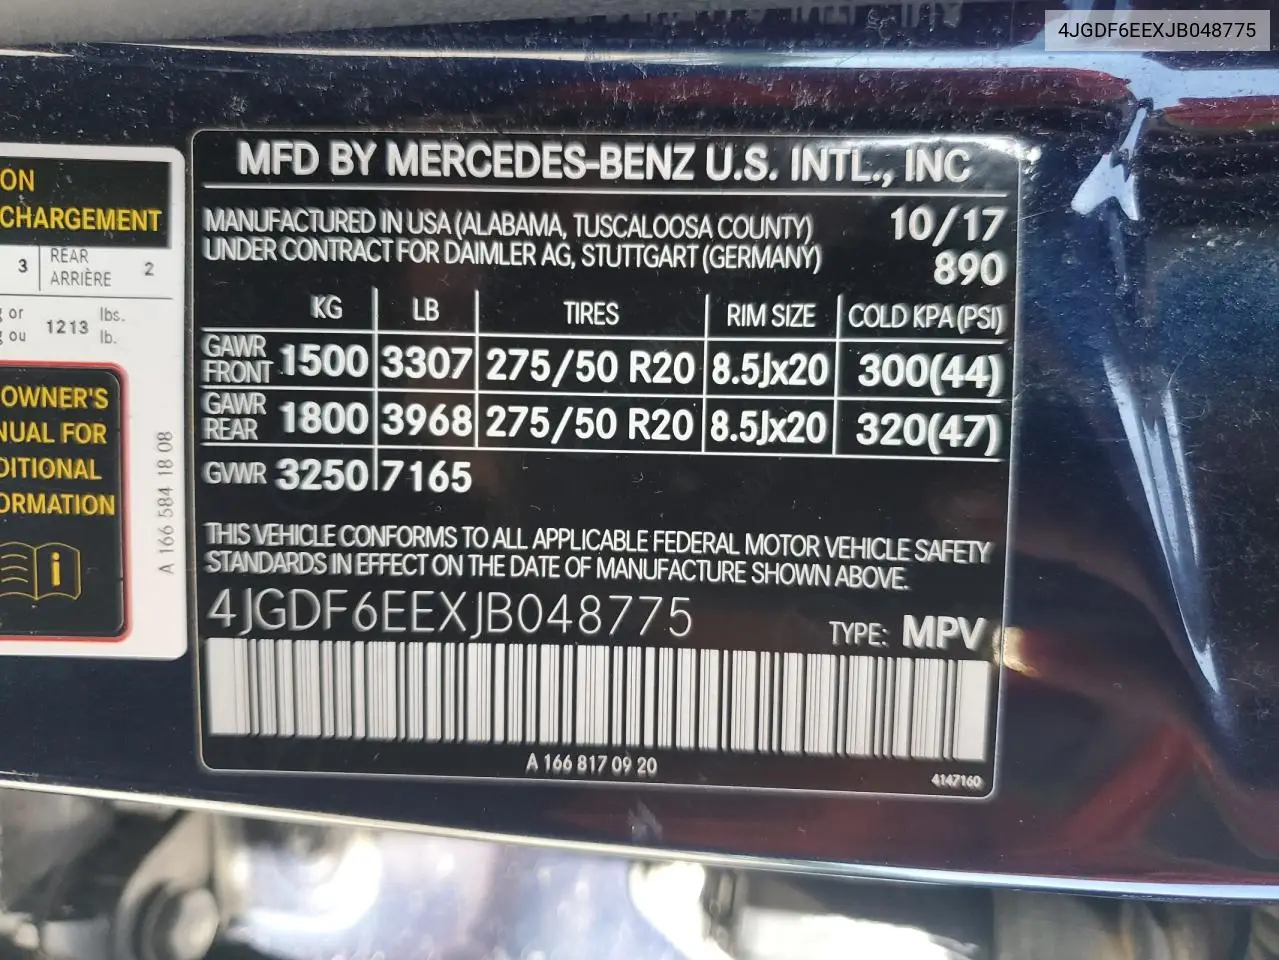 4JGDF6EEXJB048775
MFD BY MERCEDES-BENZ U.S. INTL., INC
MANUFACTURED IN USA (ALABAMA, TUSCALOOSA COUNTY) 10/17
UNDER CONTRACT FOR DAIMLER AG, STUTTGART (GERMANY) 890
KG LB TIRES RIM SIZE COLD KPA (PSI)
GAWR FRONT 1500 3307 275/50 R20 8.5Jx20 300(44)
GAWR REAR 1800 3968 275/50 R20 8.5Jx20 320(47)
GVWR 3250 7165
THIS VEHICLE CONFORMS TO ALL APPLICABLE FEDERAL MOTOR VEHICLE SAFETY
STANDARDS IN EFFECT ON THE DATE OF MANUFACTURE SHOWN ABOVE.
4JGDF6EEXJB048775
TYPE: MPV
A 166 817 09 20
4147160
ON
CHARGEMENT
3 REAR ARRIÈRE 2
or 1213 lbs.
ou lb.
OWNER'S
NUAL FOR
DITIONAL
ORMATION
i
A 166 584 18 08